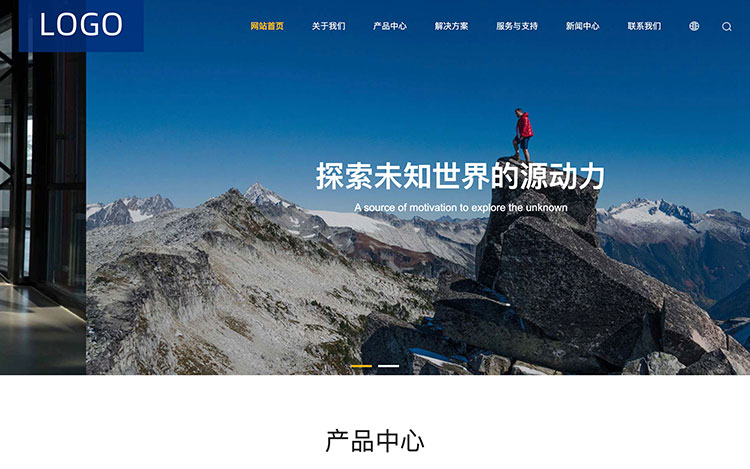 LOGO
网站首页 关于我们 产品中心 解决方案 服务与支持 新闻中心 联系我们
探索未知世界的源动力
A source of motivation to explore the unknown
产品中心